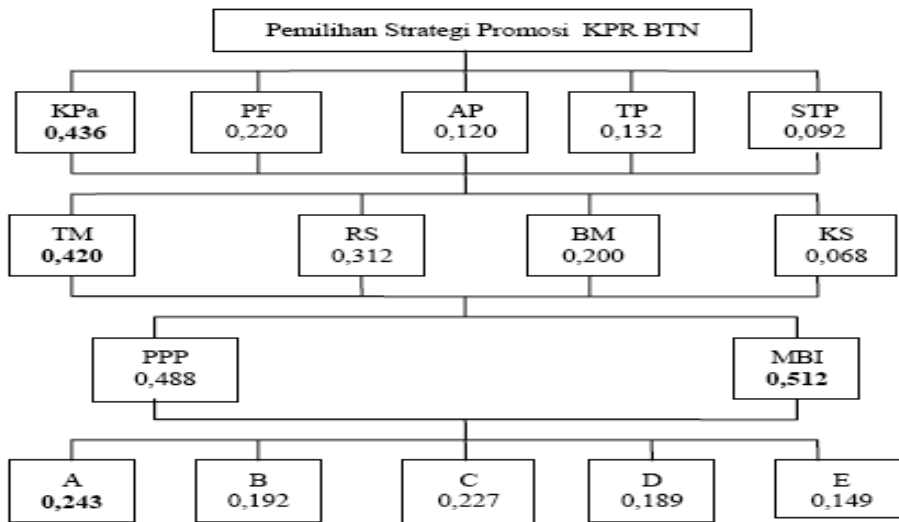 Pemilihan Strategi Promosi KPR BTN
KPa PF AP TP STP
0,436 0,220 0,120 0,132 0,092
TM RS BM KS
0,420 0,312 0,200 0,068
PPP MBI
0,488 0,512
A B C D E
0,243 0,192 0,227 0,189 0,149